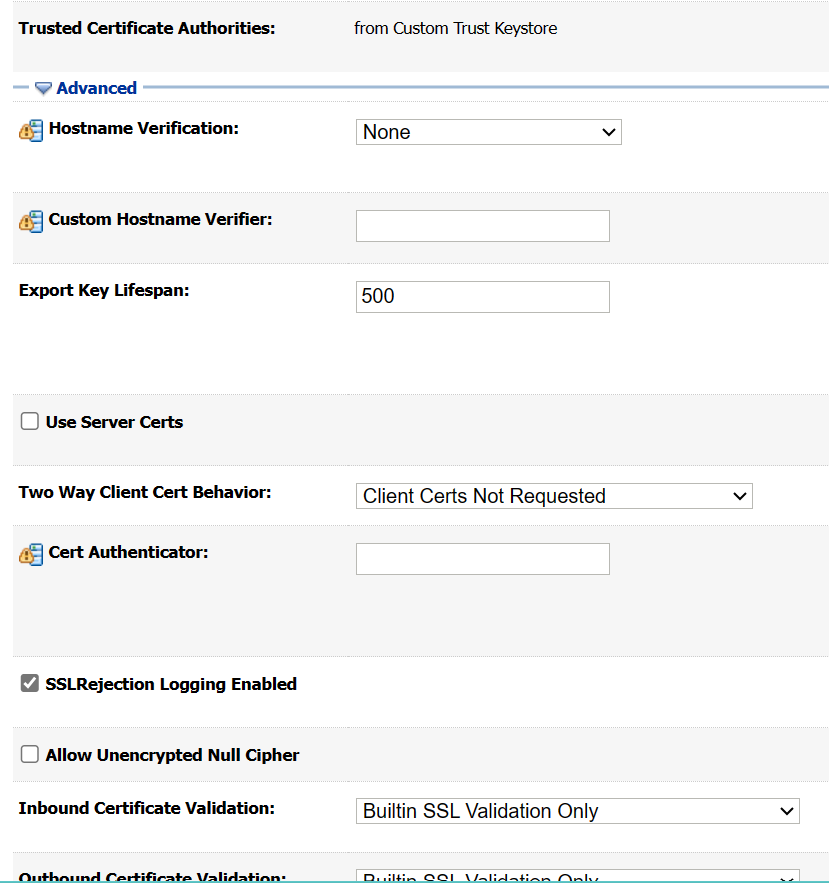 Trusted Certificate Authorities: from Custom Trust Keystore
Advanced
Hostname Verification: None
Custom Hostname Verifier:
Export Key Lifespan: 500
Use Server Certs
Two Way Client Cert Behavior: Client Certs Not Requested
Cert Authenticator:
SSLRejection Logging Enabled
Allow Unencrypted Null Cipher
Inbound Certificate Validation: Builtin SSL Validation Only
Outbound Certificate Validation: Builtin SSL Validation Only